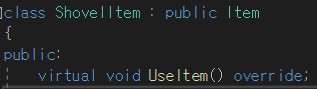 class ShovelItem : public Item
{
public:
virtual void UseItem() override;